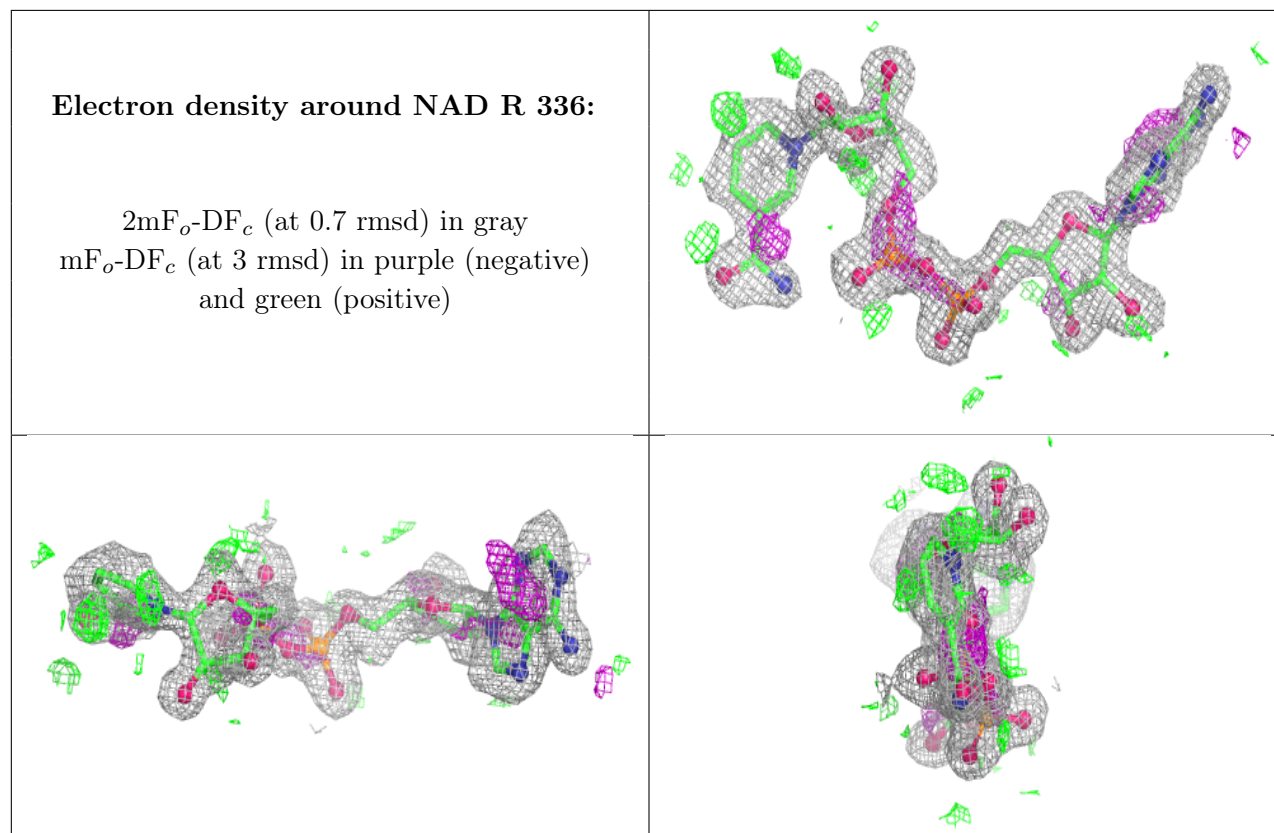 Electron density around NAD R 336:
2mFo-DFc (at 0.7 rmsd) in gray
mFo-DFc (at 3 rmsd) in purple (negative)
and green (positive)